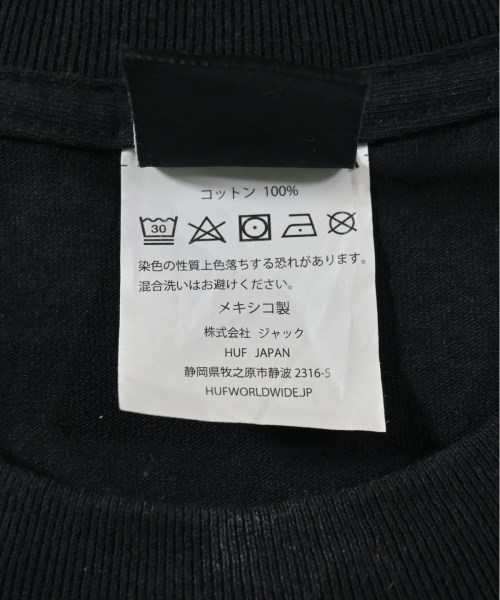 コットン 100%
30
染色の性質上色落ちする恐れがあります。
混合洗いはお避けください。
メキシコ製
株式会社 ジャック
HUF JAPAN
静岡県牧之原市静波 2316-5
HUFWORLDWIDE.JP